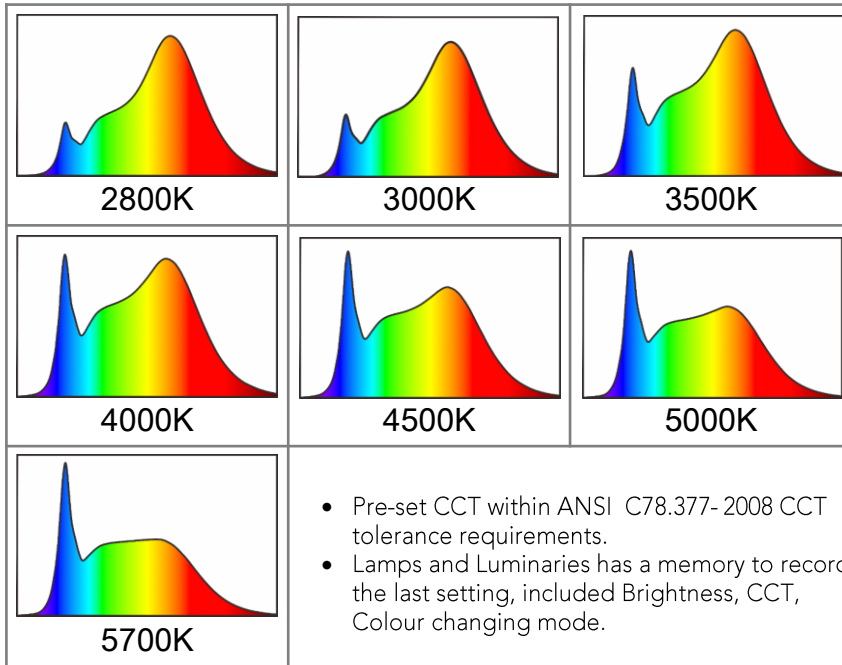 2800K
3000K
3500K
4000K
4500K
5000K
5700K
• Pre-set CCT within ANSI C78.377- 2008 CCT
tolerance requirements.
• Lamps and Luminaries has a memory to record
the last setting, included Brightness, CCT,
Colour changing mode.